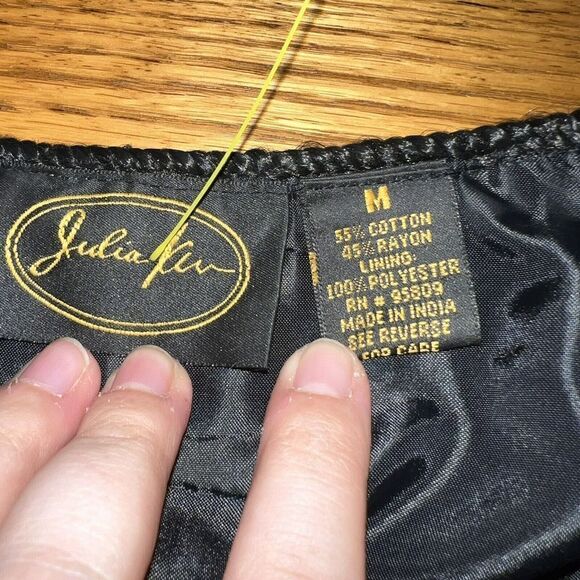 Julia
M
55% COTTON
45% RAYON
LINING:
100% POLYESTER
RN # 95809
MADE IN INDIA
SEE REVERSE
FOR CARE